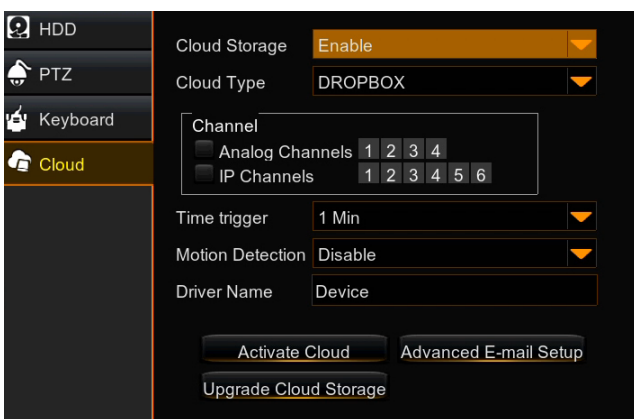 HDD
PTZ
Keyboard
Cloud
Cloud Storage Enable
Cloud Type DROPBOX
Channel
Analog Channels 1 2 3 4
IP Channels 1 2 3 4 5 6
Time trigger 1 Min
Motion Detection Disable
Driver Name Device
Activate Cloud Advanced E-mail Setup
Upgrade Cloud Storage